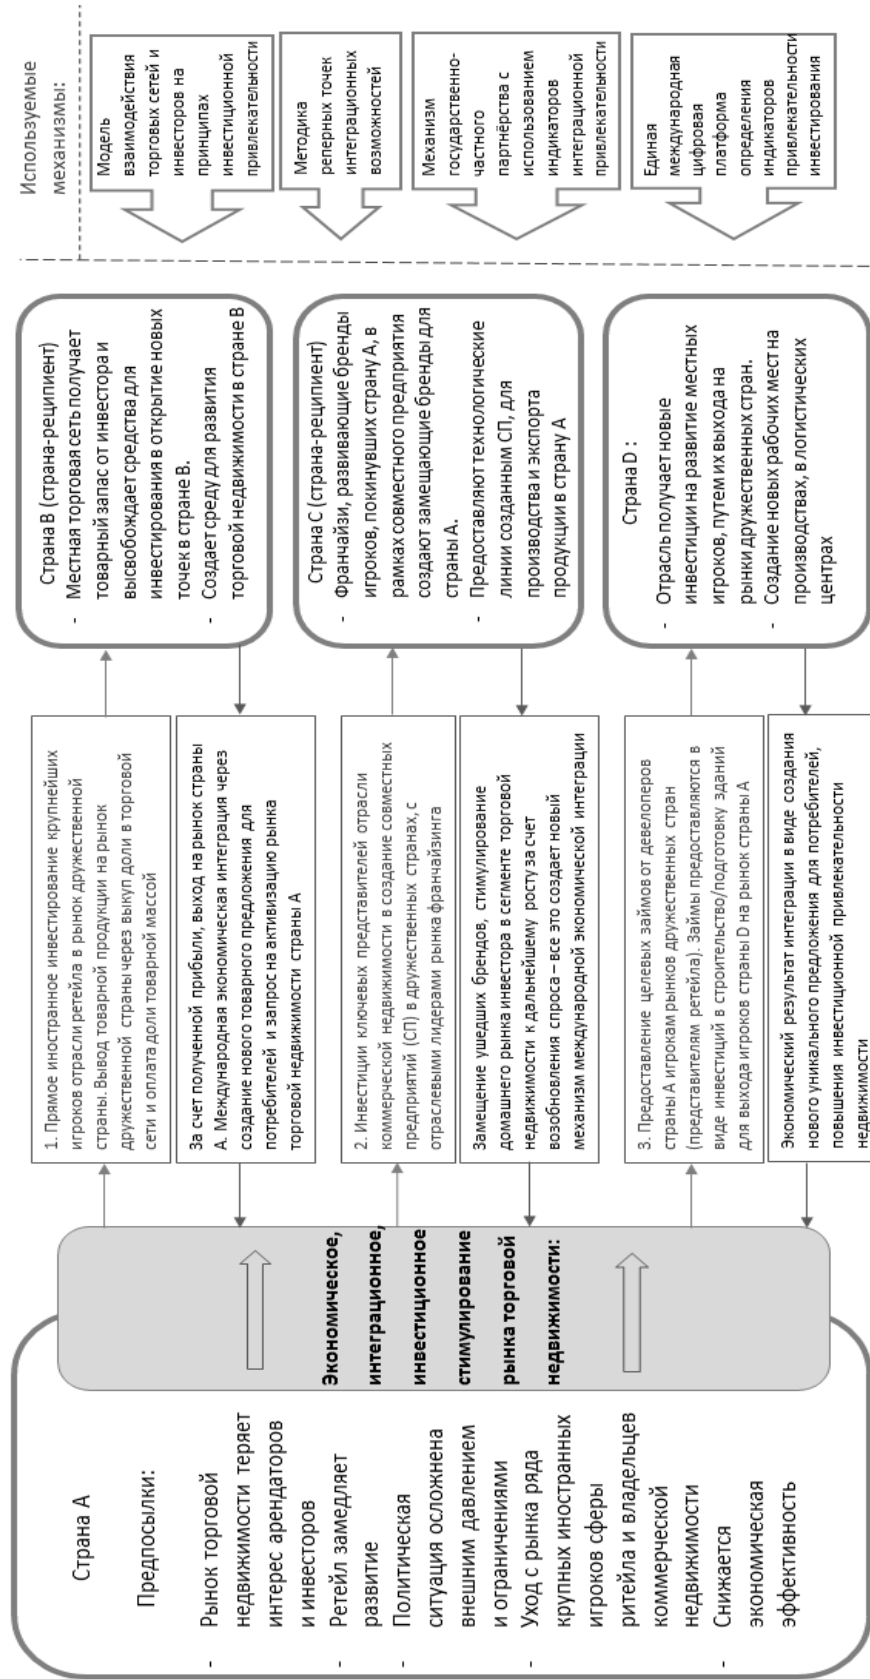 Страна А
Предпосылки:
- Рынок торговой
недвижимости теряет
интерес арендаторов
и инвесторов
- Ретейл замедляет
развитие
- Политическая
ситуация осложнена
внешним давлением
и ограничениями
- Уход с рынка ряда
крупных иностранных
игроков сферы
ритейла и владельцев
коммерческой
недвижимости
- Снижается
экономическая
эффективность
Экономическое,
интеграционное,
инвестиционное
стимулирование
рынка торговой
недвижимости:
1. Прямое иностранное инвестирование крупнейших
игроков отрасли ретейла в рынок дружественной
страны. Вывод товарной продукции на рынок
дружественной страны через выкуп доли в торговой
сети и оплата доли товарной массой
За счет полученной прибыли, выход на рынок страны
А. Международная экономическая интеграция через
создание нового товарного предложения для
потребителей и запрос на активизацию рынка
торговой недвижимости страны А
2. Инвестиции ключевых представителей отрасли
коммерческой недвижимости в создание совместных
предприятий (СП) в дружественных странах, с
отраслевыми лидерами рынка франчайзинга
Замещение ушедших брендов, стимулирование
домашнего рынка инвестора в сегменте торговой
недвижимости к дальнейшему росту за счет
возобновления спроса – все это создает новый
механизм международной экономической интеграции
3. Предоставление целевых займов от девелоперов
страны А игрокам рынков дружественных стран
(представителям ретейла). Займы предоставляются в
виде инвестиций в строительство/подготовку зданий
для выхода игроков страны D на рынок страны А
Экономический результат интеграции в виде создания
нового уникального предложения для потребителей,
повышения инвестиционной привлекательности
недвижимости
Страна В (страна-реципиент)
- Местная торговая сеть получает
товарный запас от инвестора и
высвобождает средства для
инвестирования в открытие новых
точек в стране В.
- Создает среду для развития
торговой недвижимости в стране В
Страна С (страна-реципиент)
- Франчайзи, развивающие бренды
игроков, покинувших страну А, в
рамках совместного предприятия
создают замещающие бренды для
страны А.
- Предоставляют технологические
линии созданным СП, для
производства и экспорта
продукции в страну А
Страна D :
- Отрасль получает новые
инвестиции на развитие местных
игроков, путем их выхода на
рынки дружественных стран.
- Создание новых рабочих мест на
производствах, в логистических
центрах
Используемые
механизмы:
Модель
взаимодействия
торговых сетей и
инвесторов на
принципах
инвестиционной
привлекательности
Методика
реперных точек
интеграционных
возможностей
Механизм
государственно-
частного
партнёрства с
использованием
индикаторов
интеграционной
привлекательности
Единая
международная
цифровая
платформа
определения
индикаторов
привлекательности
инвестирования